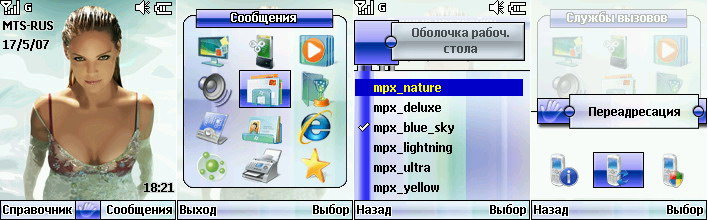 G
MTS-RUS
17/5/07
18:21
Справочник Сообщения
Сообщения
Выход Выбор
G
Оболочка рабоч.
стола
mpx_nature
mpx_deluxe
mpx_blue_sky
mpx_lightning
mpx_ultra
mpx_yellow
Назад Выбор
G
Службы вызовов
Переадресация
Назад Выбор